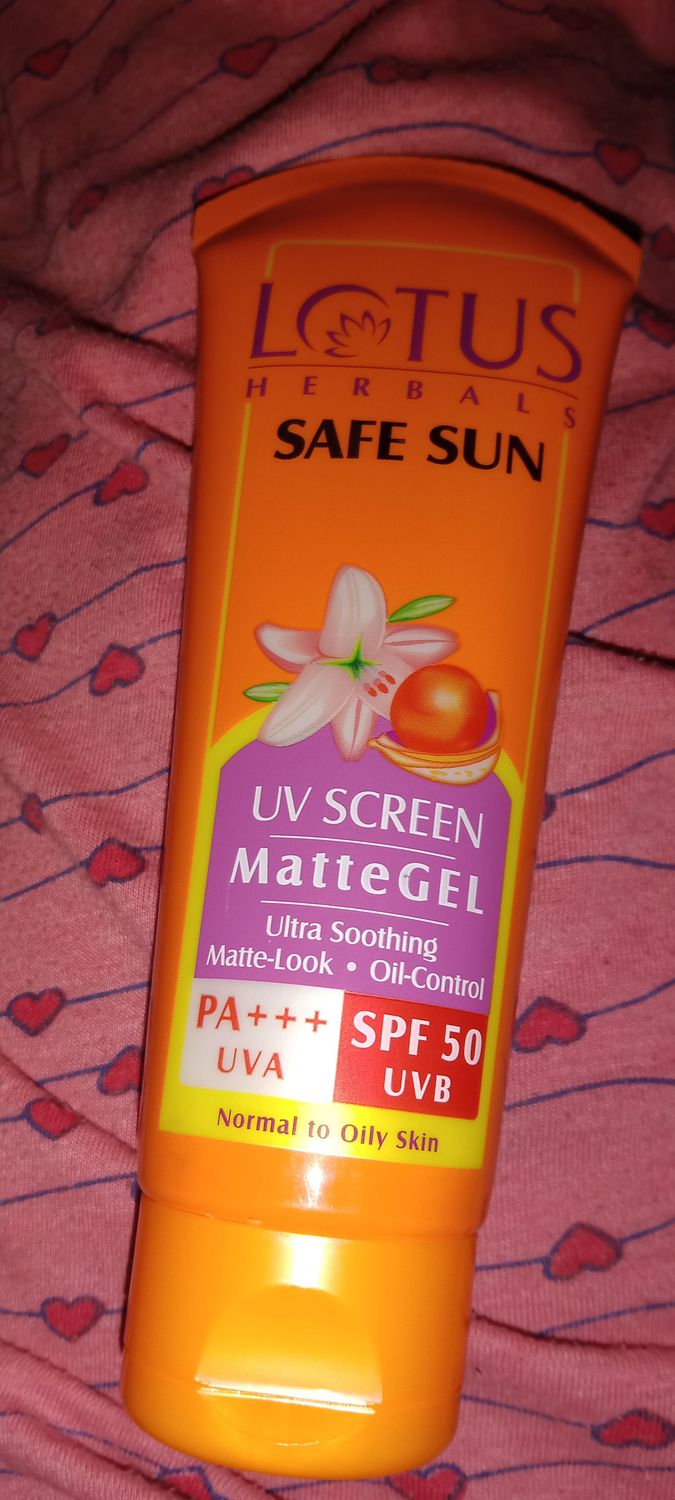 LOTUS
HERBALS
SAFE SUN
UV SCREEN
MatteGEL
Ultra Soothing
Matte-Look • Oil-Control
PA+++ SPF 50
UVA UVB
Normal to Oily Skin